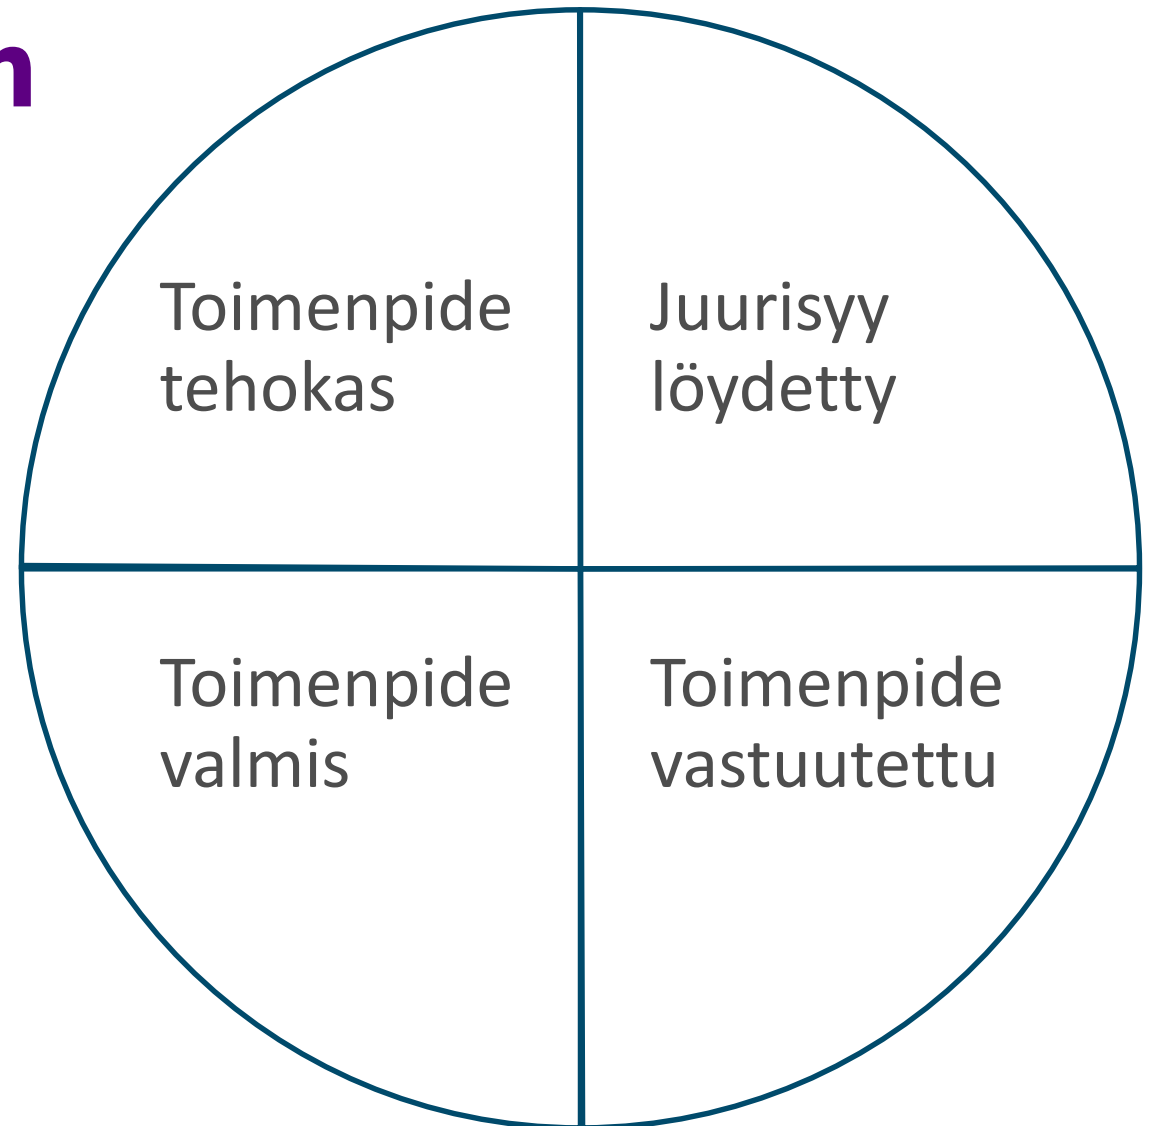 n
Toimenpide
tehokas
Juurisyy
löydetty
Toimenpide
valmis
Toimenpide
vastuutettu